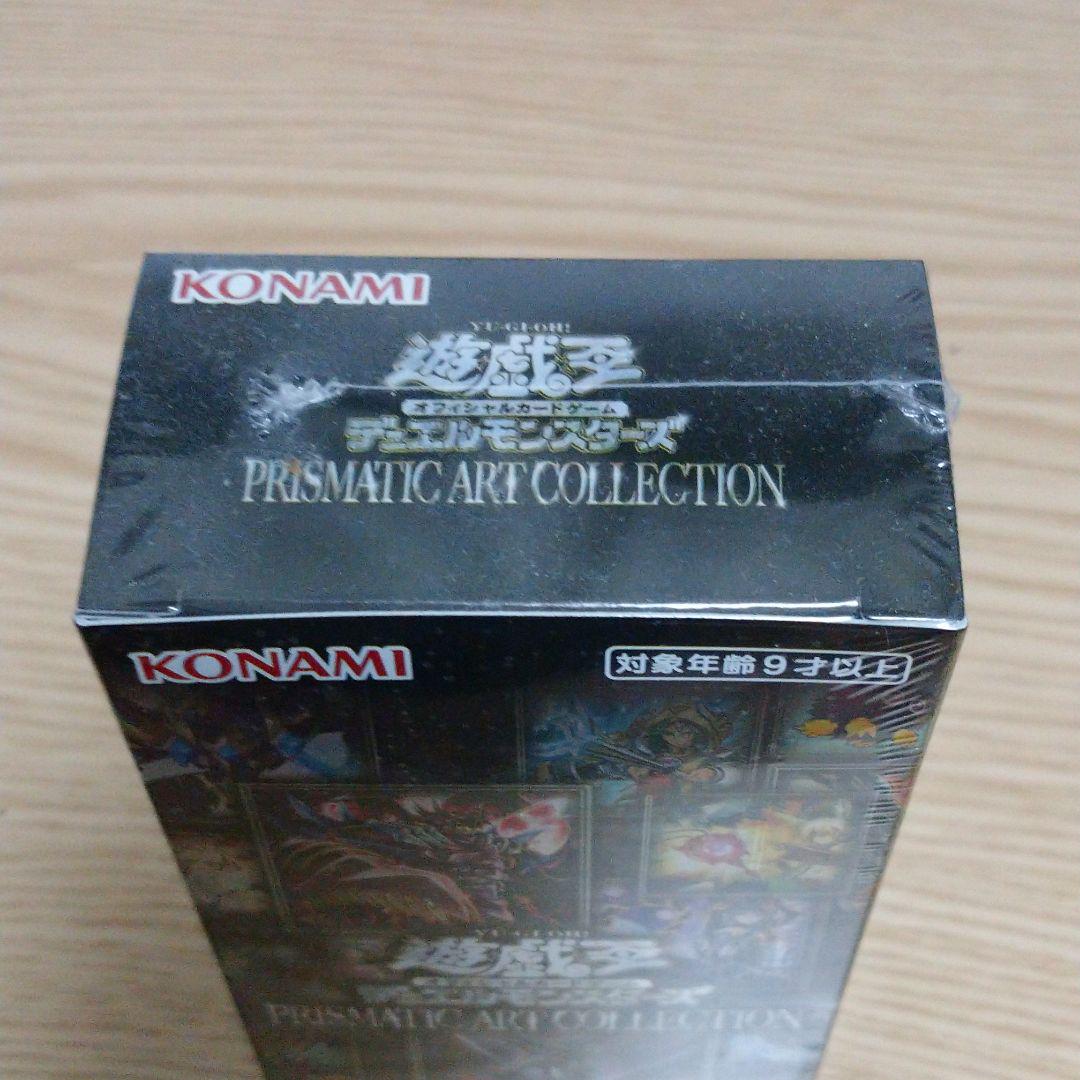 KONAMI
YU-GI-OH!
遊戯王
オフィシャルカードゲーム
デュエルモンスターズ
PRISMATIC ART COLLECTION
KONAMI
対象年齢9才以上
YU-GI-OH!
遊戯王
デュエルモンスターズ
PRISMATIC ART COLLECTION